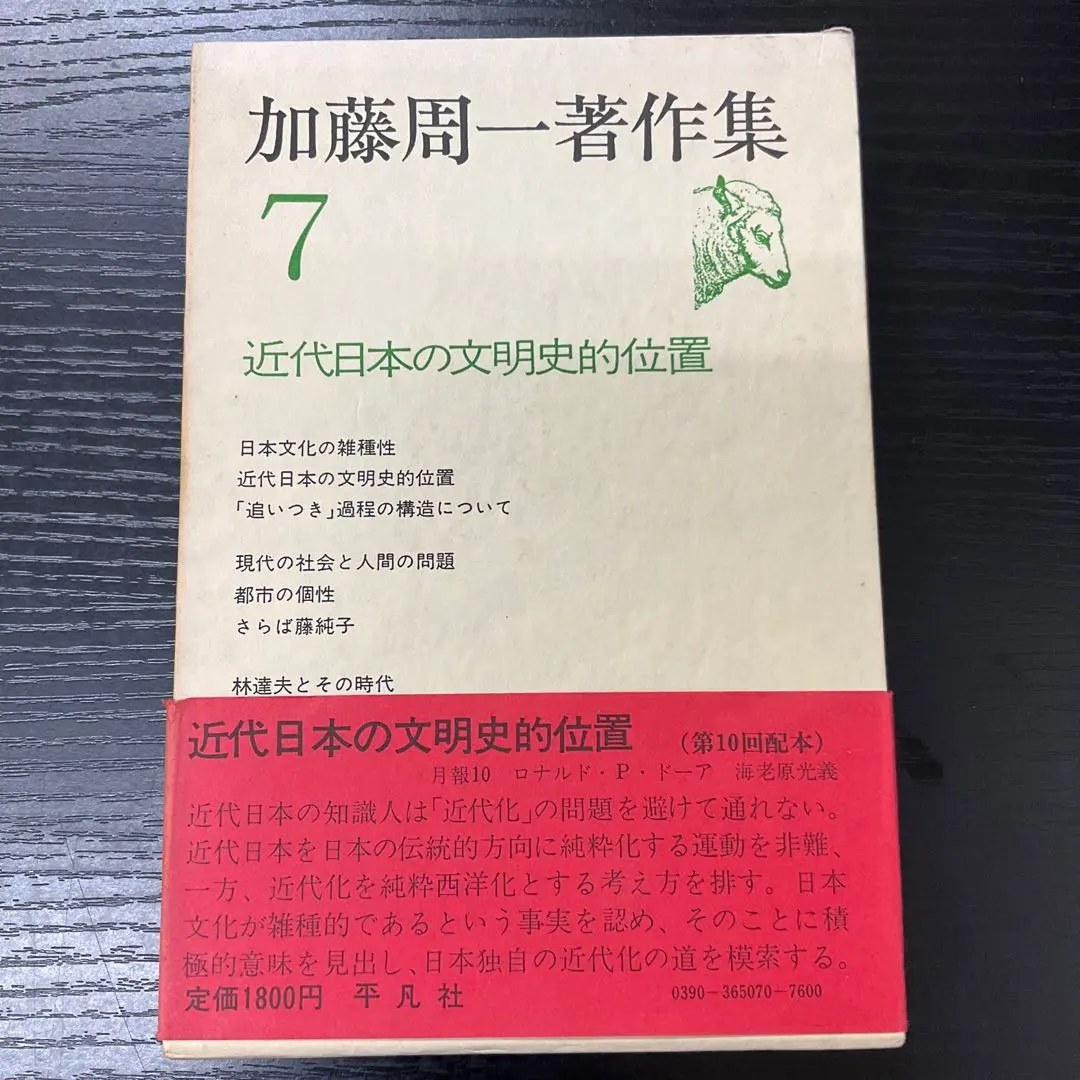 加藤周一著作集
7
近代日本の文明史的位置
日本文化の雑種性
近代日本の文明史的位置
「追いつき」過程の構造について
現代の社会と人間の問題
都市の個性
さらば藤純子
林達夫とその時代
近代日本の文明史的位置 (第10回配本)
月報10 ロナルド・P・ドーア 海老原光義
近代日本の知識人は「近代化」の問題を避けて通れない。
近代日本を日本の伝統的方向に純粋化する運動を非難、
一方、近代化を純粋西洋化とする考え方を排す。日本
文化が雑種的であるという事実を認め、そのことに積
極的意味を見出し、日本独自の近代化の道を模索する。
定価1800円 平凡社 0390-365070-7600